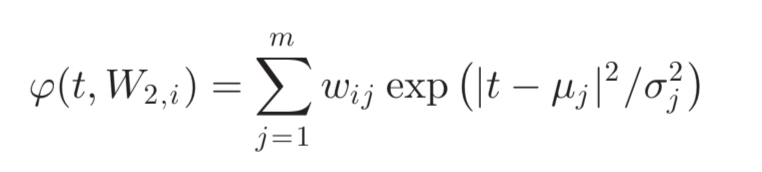 φ(t, W_{2,i}) = \sum_{j=1}^{m} w_{ij} exp (|t − μ_j|^2/σ_j^2)